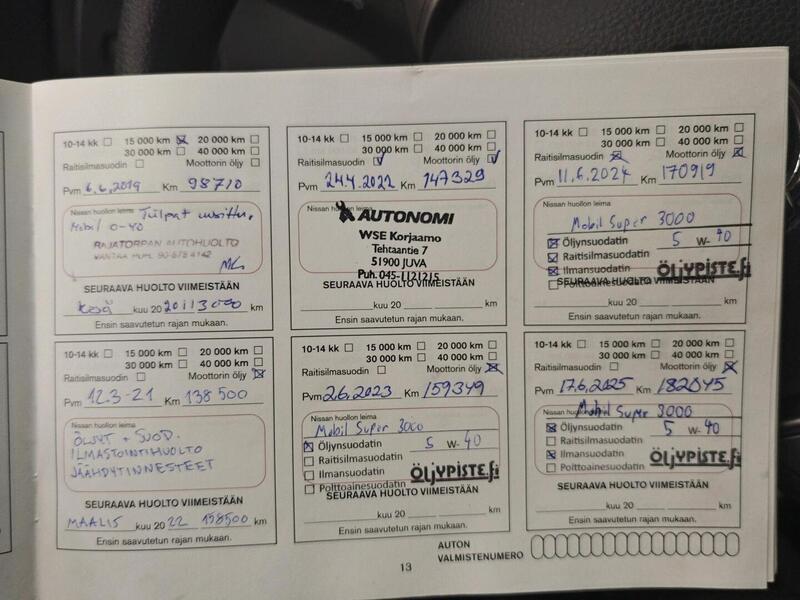 10-14 kk 15 000 km 20 000 km
30 000 km 40 000 km
Raitisilmasuodin Moottorin öljy
Pvm 6.6.2019 Km 98710
Nissan huollon leima
Tulpat
Mobil 0-40
RAJATORPAN AUTOHUOLTO
VANTAA PUH.
SEURAAVA HUOLTO VIIMEISTÄÄN
Kesä kuu 20 km
Ensin saavutetun rajan mukaan.
10-14 kk 15 000 km 20 000 km
30 000 km 40 000 km
Raitisilmasuodin Moottorin öljy
Pvm 24.4.2022 Km 147329
Nissan huollon leima
AUTONOMI
WSE Korjaamo
Tehtaantie 7
51900 JUVA
Puh. 045-1121215
SEURAAVA HUOLTO VIIMEISTÄÄN
kuu 20 km
Ensin saavutetun rajan mukaan.
10-14 kk 15 000 km 20 000 km
30 000 km 40 000 km
Raitisilmasuodin Moottorin öljy
Pvm 11.6.2024 Km 170919
Nissan huollon leima
Mobil Super 3000
Öljynsuodatin 5 W- 40
Raitisilmasuodatin
Ilmansuodatin ÖLJYPISTE.fi
Polttoainesuodatin
SEURAAVA HUOLTO VIIMEISTÄÄN
kuu 20 km
Ensin saavutetun rajan mukaan.
10-14 kk 15 000 km 20 000 km
30 000 km 40 000 km
Raitisilmasuodin Moottorin öljy
Pvm 12.3-21 Km 138 500
Nissan huollon leima
ÖLJYT + SUOD.
ILMASTOINTIHUOLTO
JÄÄHDYTINNESTEET
SEURAAVA HUOLTO VIIMEISTÄÄN
MAALIS kuu 20 22 158500 km
Ensin saavutetun rajan mukaan.
10-14 kk 15 000 km 20 000 km
30 000 km 40 000 km
Raitisilmasuodin Moottorin öljy
Pvm 2.6.2023 Km 159349
Nissan huollon leima
Mobil Super 3000
Öljynsuodatin 5 W- 40
Raitisilmasuodatin
Ilmansuodatin ÖLJYPISTE.fi
Polttoainesuodatin
SEURAAVA HUOLTO VIIMEISTÄÄN
kuu 20 km
Ensin saavutetun rajan mukaan.
10-14 kk 15 000 km 20 000 km
30 000 km 40 000 km
Raitisilmasuodin Moottorin öljy
Pvm 17.6.2025 Km 182045
Nissan huollon leima
Mobil Super 3000
Öljynsuodatin 5 W- 40
Raitisilmasuodatin
Ilmansuodatin ÖLJYPISTE.fi
Polttoainesuodatin
SEURAAVA HUOLTO VIIMEISTÄÄN
kuu 20 km
Ensin saavutetun rajan mukaan.
AUTON
VALMISTENUMERO
13